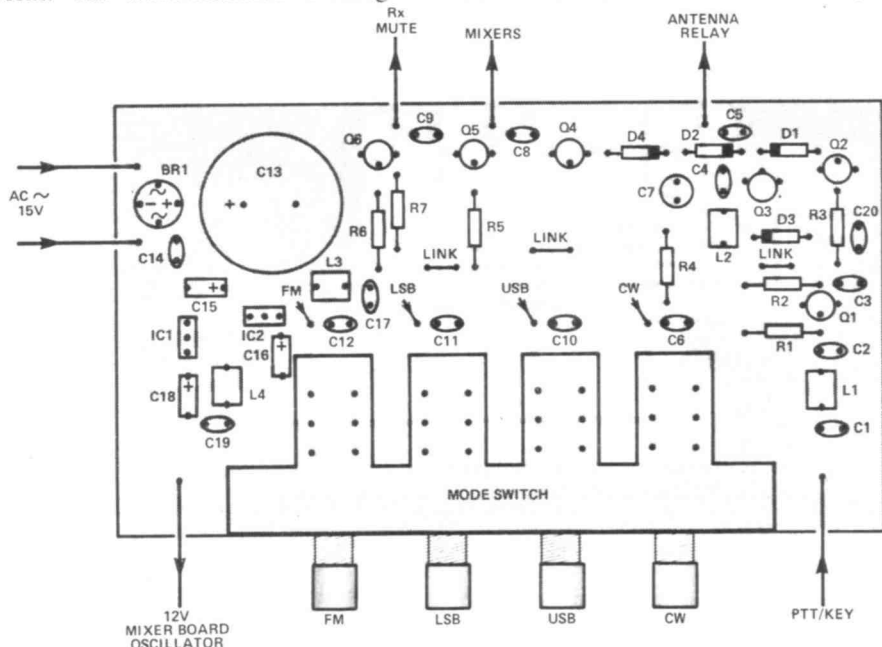 Rx
MUTE
MIXERS
ANTENNA
RELAY
C9
C5
Q6
Q5
C8
Q4
D4
D2
D1
Q2
BR1
C13
C4
C7
AC ~
15V
~
− +
~
+
R6
R7
R5
Q3
R3
C20
C14
L3
LINK
LINK
R4
L2
D3
LINK
C15
+
FM
LSB
USB
CW
R2
C3
IC1
IC2
C17
Q1
C16
+
C12
C11
C10
C6
R1
C2
C18
+
L4
L1
C19
C1
MODE SWITCH
12V
MIXER BOARD
OSCILLATOR
FM
LSB
USB
CW
PTT/KEY